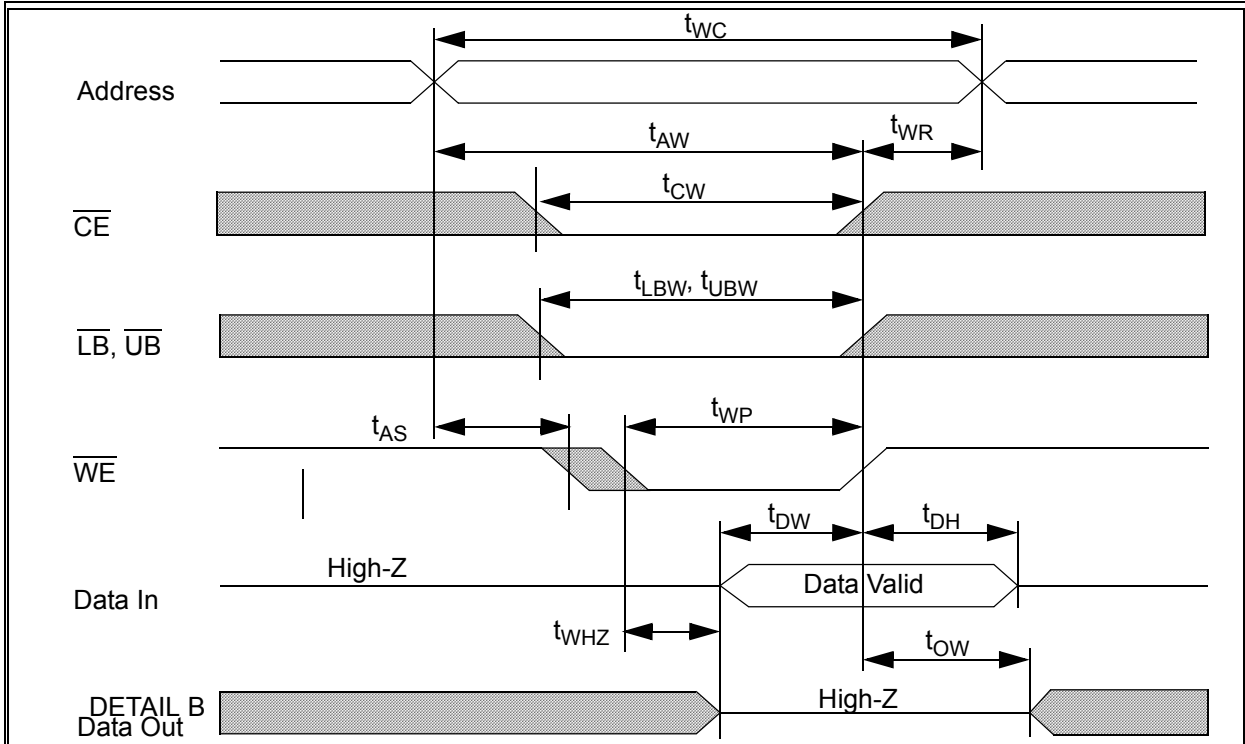 tWC
Address
tAW
tWR
tCW
CE
tLBW, tUBW
LB, UB
tWP
tAS
WE
tDW
tDH
High-Z
Data Valid
Data In
tWHZ
tOW
High-Z
DETAIL B
Data Out